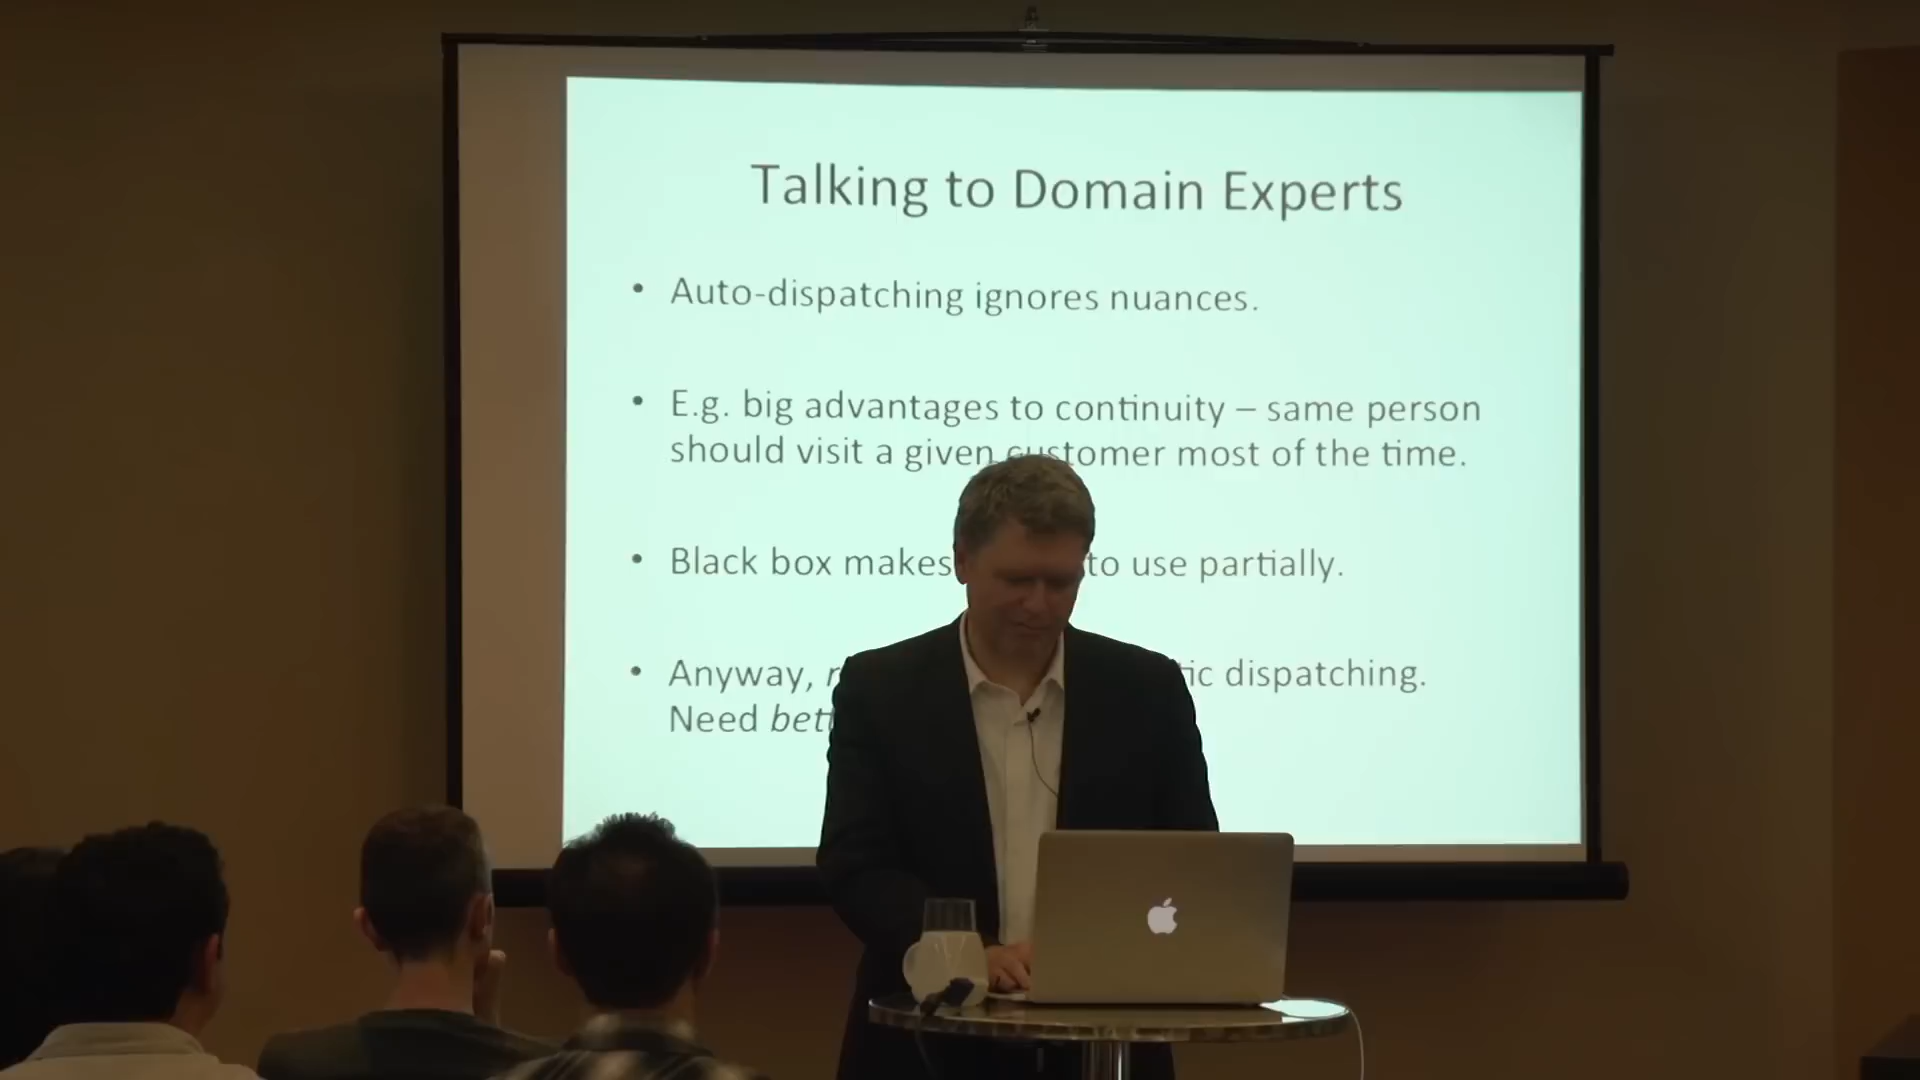 Talking to Domain Experts
• Auto-dispatching ignores nuances.
• E.g. big advantages to continuity – same person
should visit a given customer most of the time.
• Black box makes to use partially.
• Anyway, dispatching.
Need